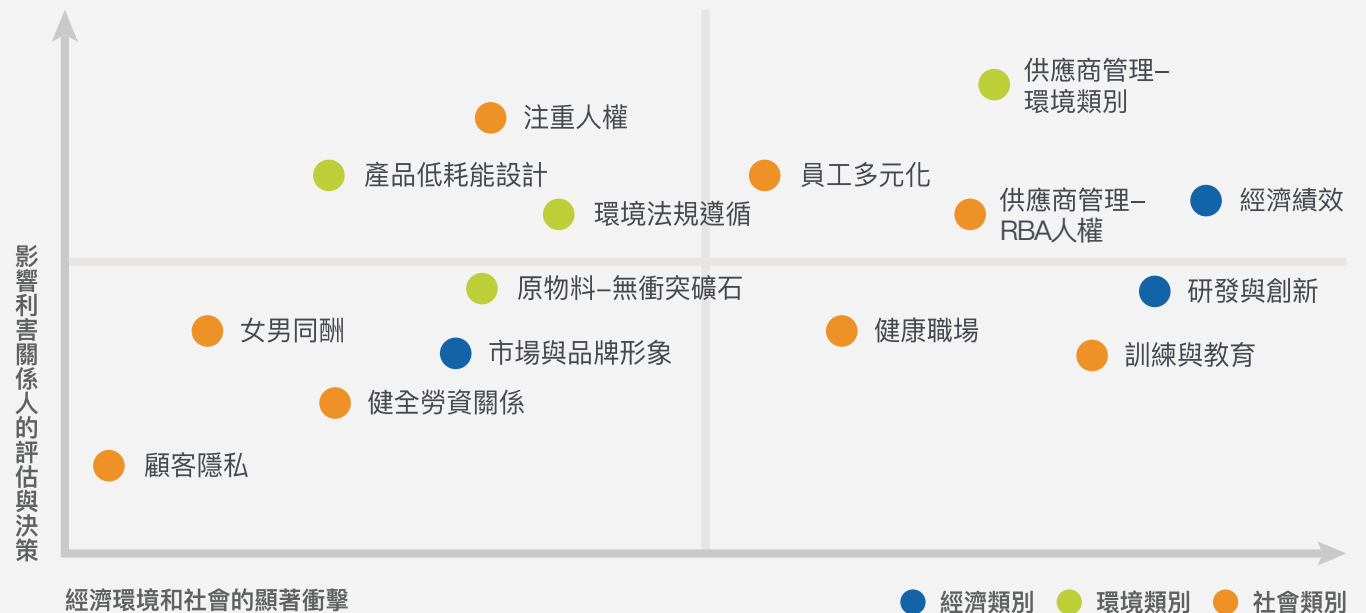 供應商管理–
環境類別
注重人權
產品低耗能設計
員工多元化
環境法規遵循
供應商管理–
RBA人權
經濟績效
原物料–無衝突礦石
研發與創新
女男同酬
健康職場
市場與品牌形象
訓練與教育
健全勞資關係
顧客隱私
影響利害關係人的評估與決策
經濟環境和社會的顯著衝擊
經濟類別
環境類別
社會類別